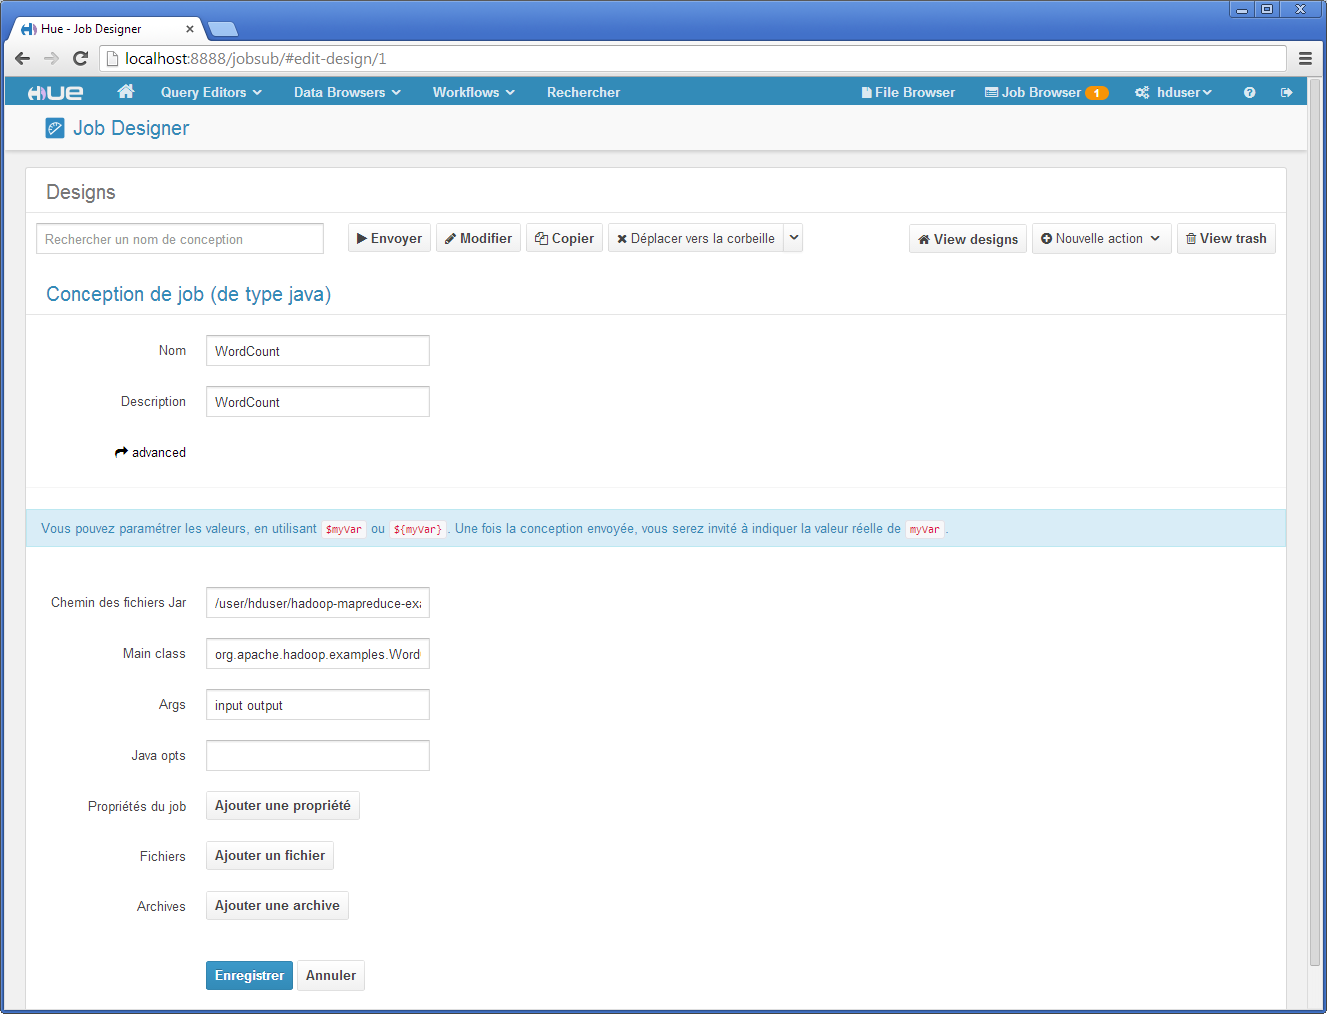 Hue - Job Designer
localhost:8888/jobsub/#edit-design/1
HUE Query Editors Data Browsers Workflows Rechercher File Browser Job Browser 1 hduser
Job Designer
Designs
Rechercher un nom de conception Envoyer Modifier Copier Déplacer vers la corbeille View designs Nouvelle action View trash
Conception de job (de type java)
Nom WordCount
Description WordCount
advanced
Vous pouvez paramétrer les valeurs, en utilisant $myVar ou ${myVar} . Une fois la conception envoyée, vous serez invité à indiquer la valeur réelle de myVar .
Chemin des fichiers Jar /user/hduser/hadoop-mapreduce-exa
Main class org.apache.hadoop.examples.Word
Args input output
Java opts
Propriétés du job Ajouter une propriété
Fichiers Ajouter un fichier
Archives Ajouter une archive
Enregistrer Annuler